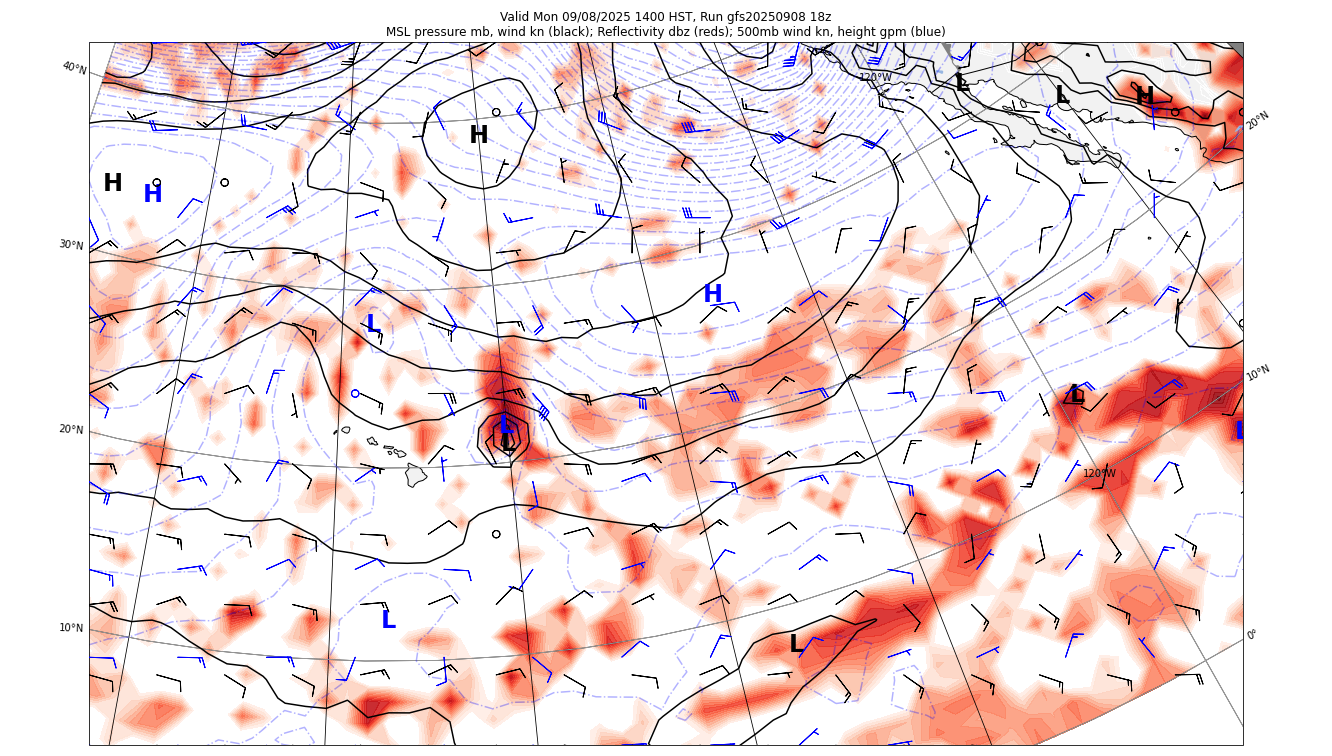 Valid Mon 09/08/2025 1400 HST, Run gfs20250908 18z
MSL pressure mb, wind kn (black); Reflectivity dbz (reds); 500mb wind kn, height gpm (blue)
40°N
120°W
L
L
H
20°N
H
H
H
30°N
H
L
10°N
L
20°N
L
L
L
120°W
L
10°N
0°
L